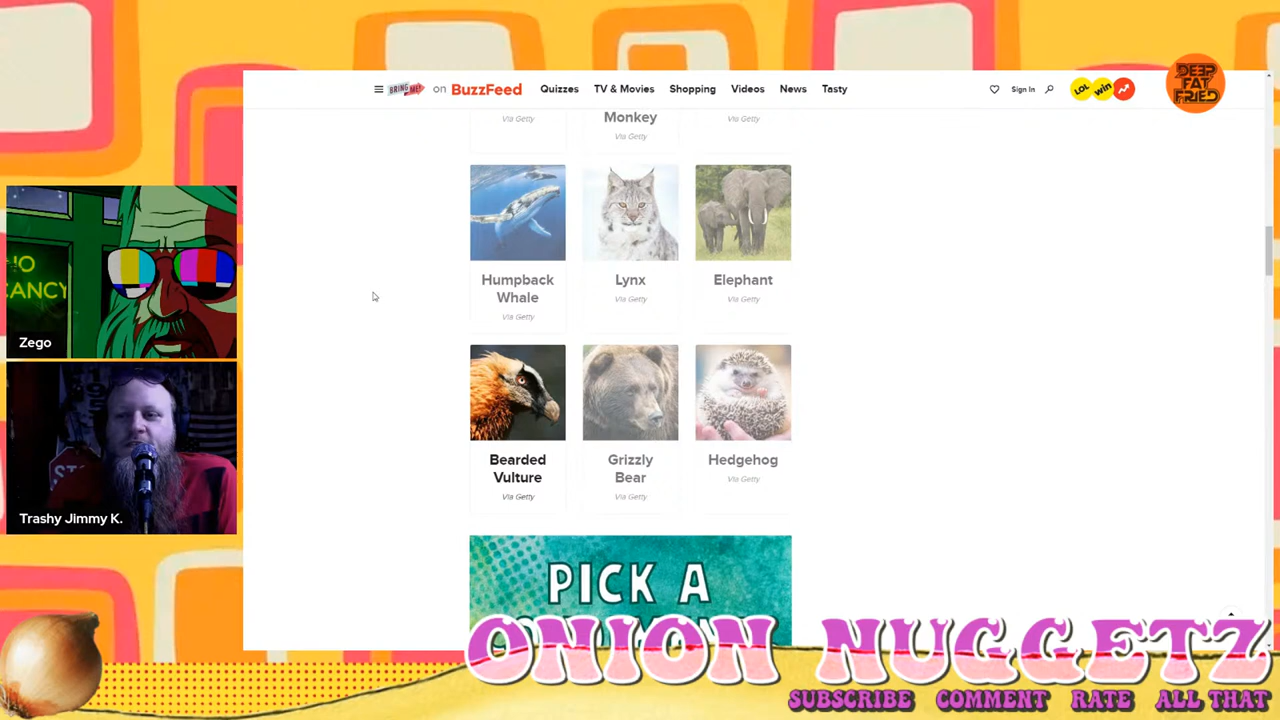 BRING ME! on BuzzFeed Quizzes TV & Movies Shopping Videos News Tasty Sign In LOL win
DEEP FAT FRIED
Via Getty
Monkey
Via Getty
Via Getty
Humpback Whale
Via Getty
Lynx
Via Getty
Elephant
Via Getty
Bearded Vulture
Via Getty
Grizzly Bear
Via Getty
Hedgehog
Via Getty
PICK A
NO
Zego
ST
Trashy Jimmy K.
ONION NUGGETZ
SUBSCRIBE COMMENT RATE ALL THAT